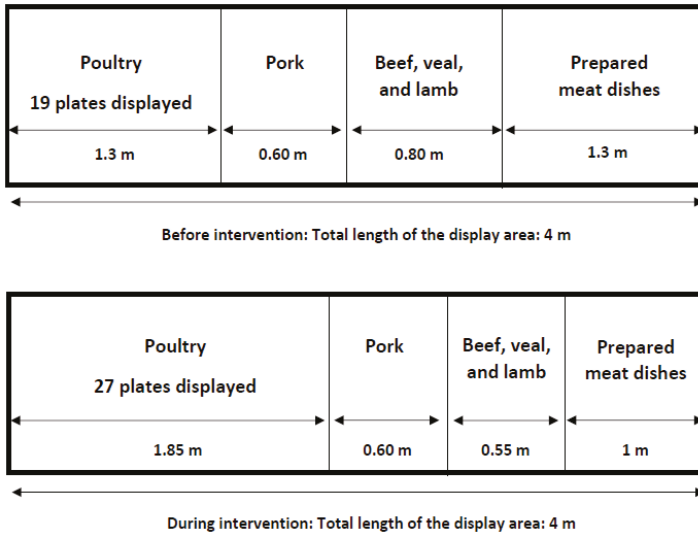 Poultry
19 plates displayed
1.3 m
Pork
0.60 m
Beef, veal,
and lamb
0.80 m
Prepared
meat dishes
1.3 m
Before intervention: Total length of the display area: 4 m
Poultry
27 plates displayed
1.85 m
Pork
0.60 m
Beef, veal,
and lamb
0.55 m
Prepared
meat dishes
1 m
During intervention: Total length of the display area: 4 m